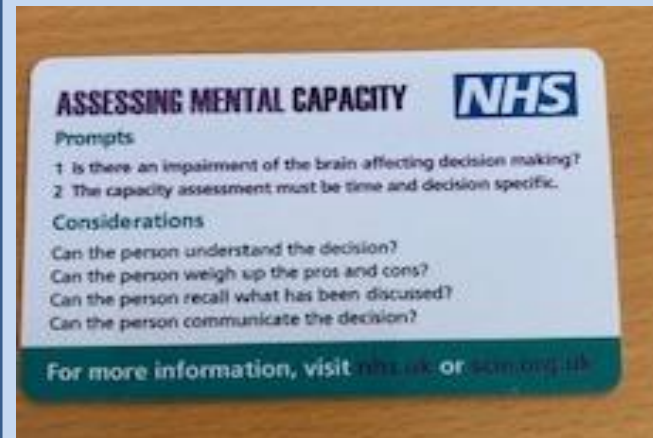 ASSESSING MENTAL CAPACITY
NHS
Prompts
1 Is there an impairment of the brain affecting decision making?
2 The capacity assessment must be time and decision specific.
Considerations
Can the person understand the decision?
Can the person weigh up the pros and cons?
Can the person recall what has been discussed?
Can the person communicate the decision?
For more information, visit nhs.uk or